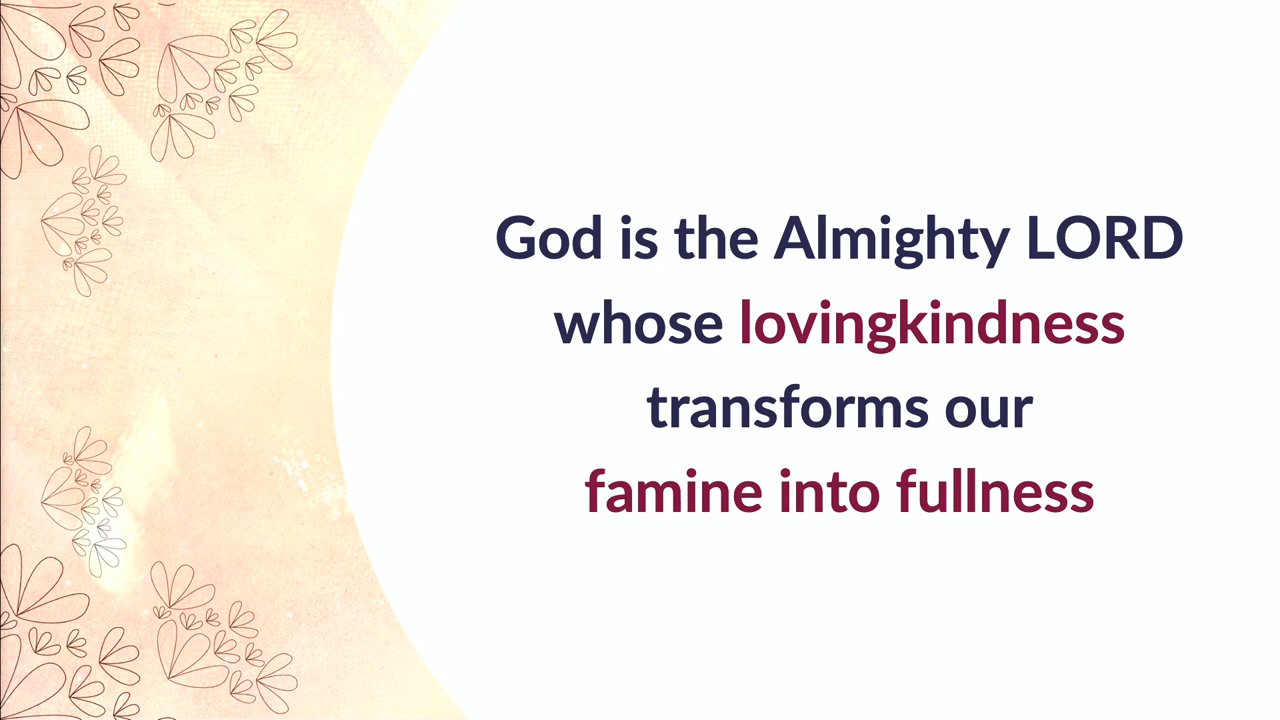 God is the Almighty LORD
whose lovingkindness
transforms our
famine into fullness